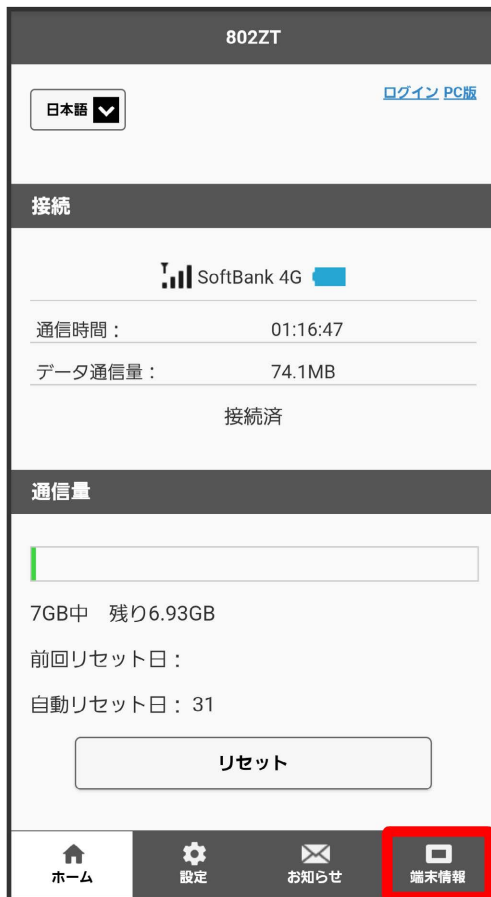 802ZT
日本語
ログイン PC版
接続
SoftBank 4G
通信時間： 01:16:47
データ通信量： 74.1MB
接続済
通信量
7GB中　残り6.93GB
前回リセット日：
自動リセット日： 31
リセット
ホーム 設定 お知らせ 端末情報